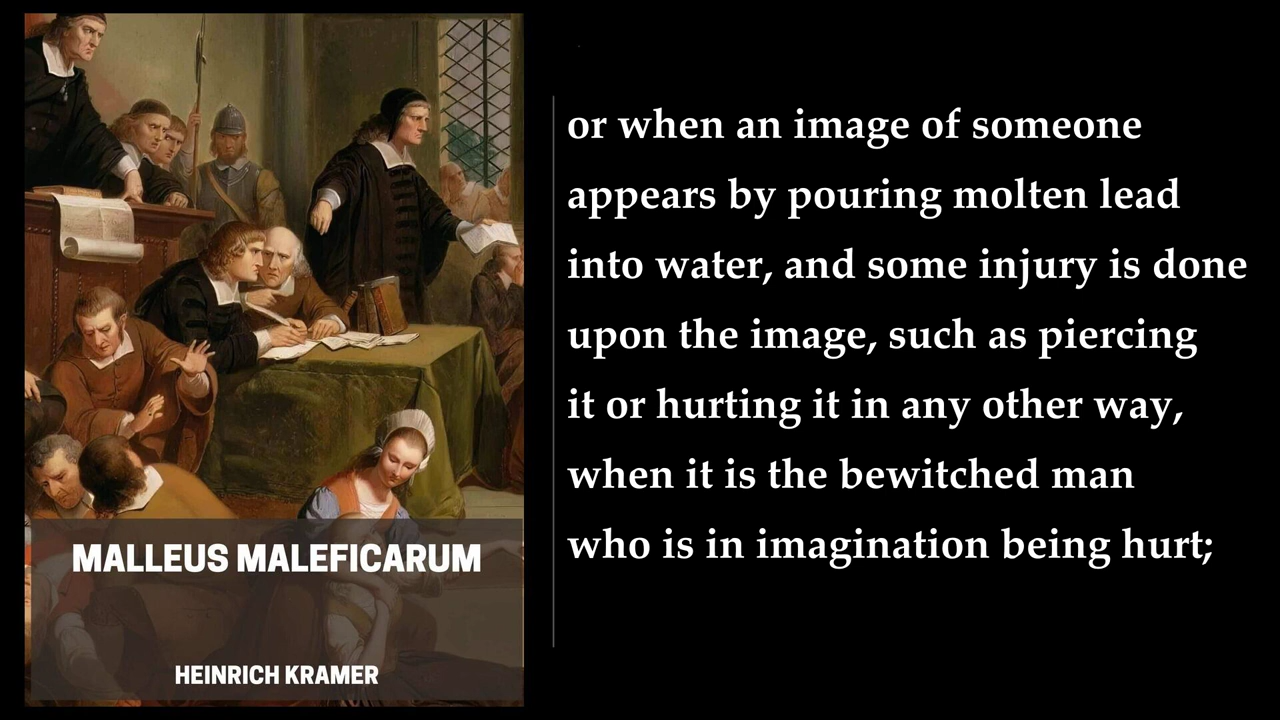 MALLEUS MALEFICARUM
HEINRICH KRAMER
or when an image of someone
appears by pouring molten lead
into water, and some injury is done
upon the image, such as piercing
it or hurting it in any other way,
when it is the bewitched man
who is in imagination being hurt;